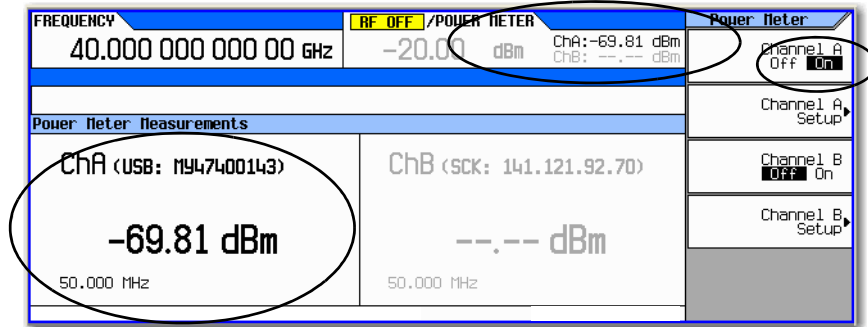 FREQUENCY
40.000 000 000 00 GHz
RF OFF /POWER METER
-20.00 dBm
ChA:-69.81 dBm
ChB: --.-- dBm
Power Meter Measurements
ChA (USB: MY47400143)
-69.81 dBm
50.000 MHz
ChB (SCK: 141.121.92.70)
--.-- dBm
50.000 MHz
Power Meter
Channel A
Off On
Channel A
Setup
Channel B
Off On
Channel B
Setup